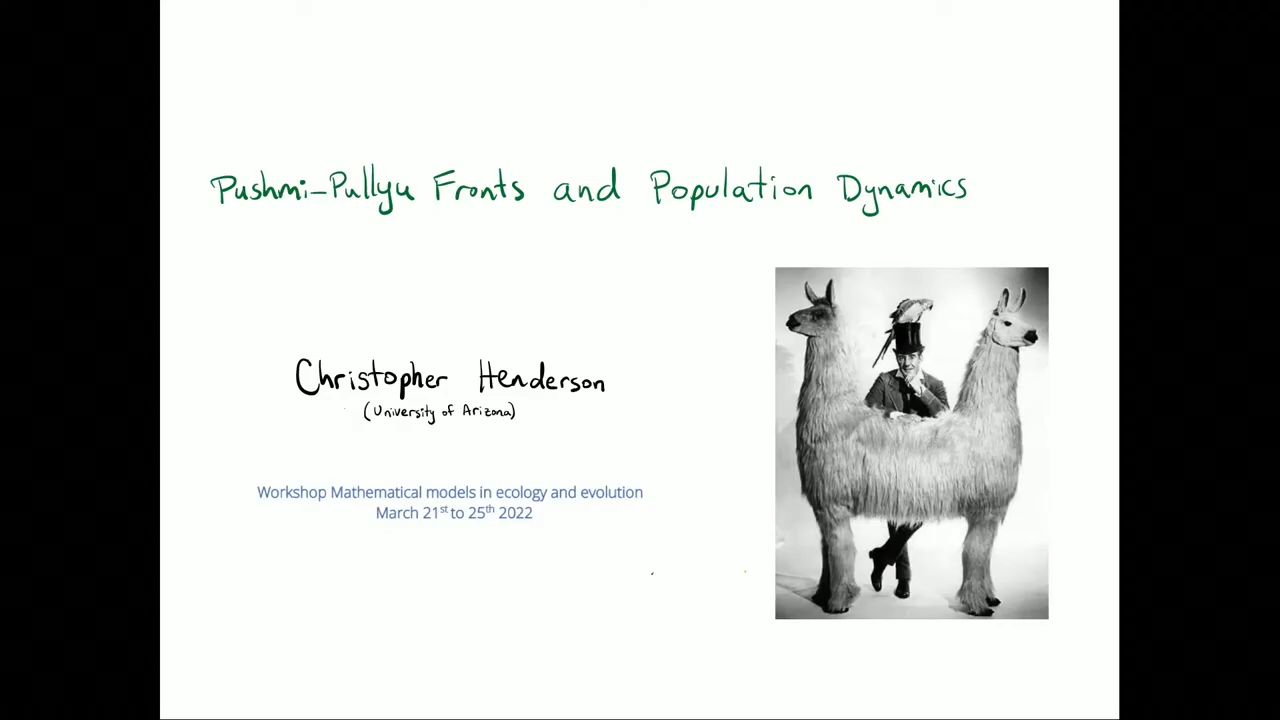 Pushmi-Pullyu Fronts and Population Dynamics
Christopher Henderson
(University of Arizona)
Workshop Mathematical models in ecology and evolution
March 21st to 25th 2022